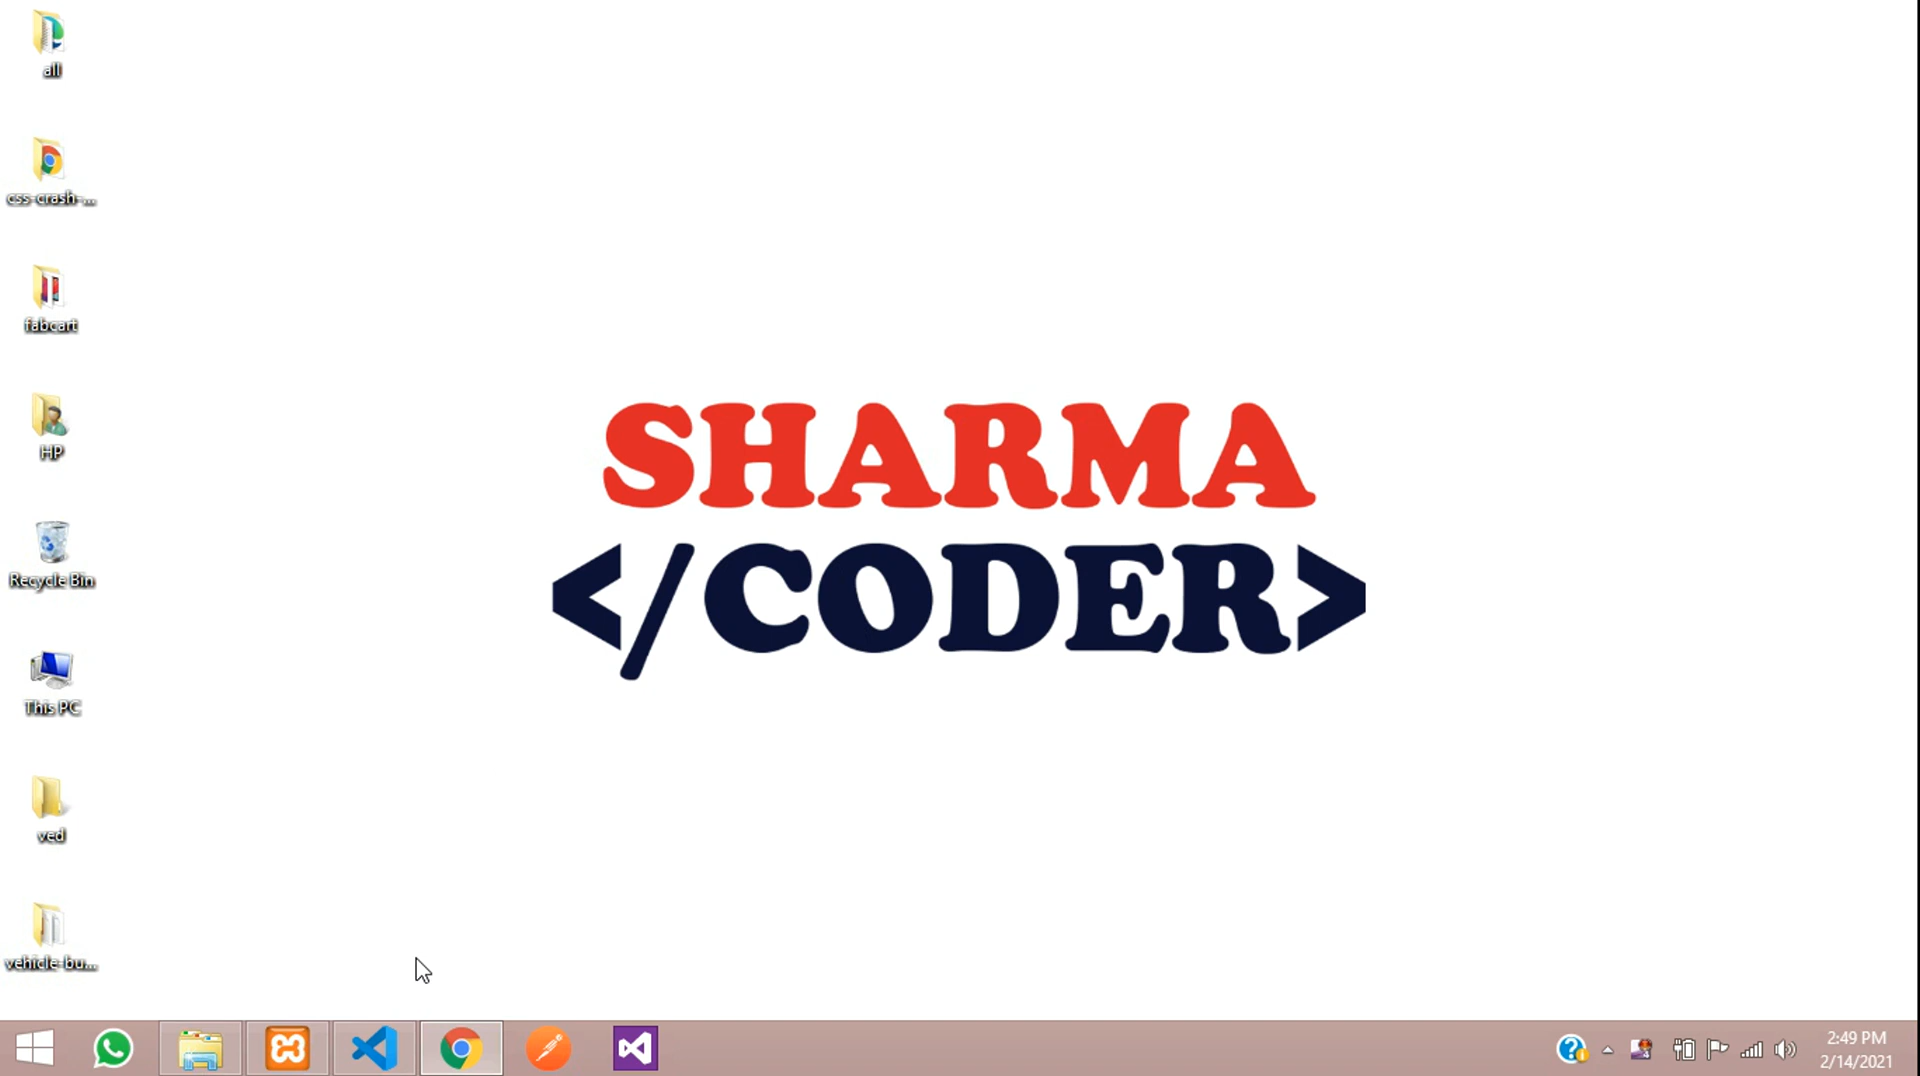 all
css-crash-...
fabcart
HP
Recycle Bin
This PC
ved
vehicle-bu...
SHARMA
</CODER>
2:49 PM
2/14/2021